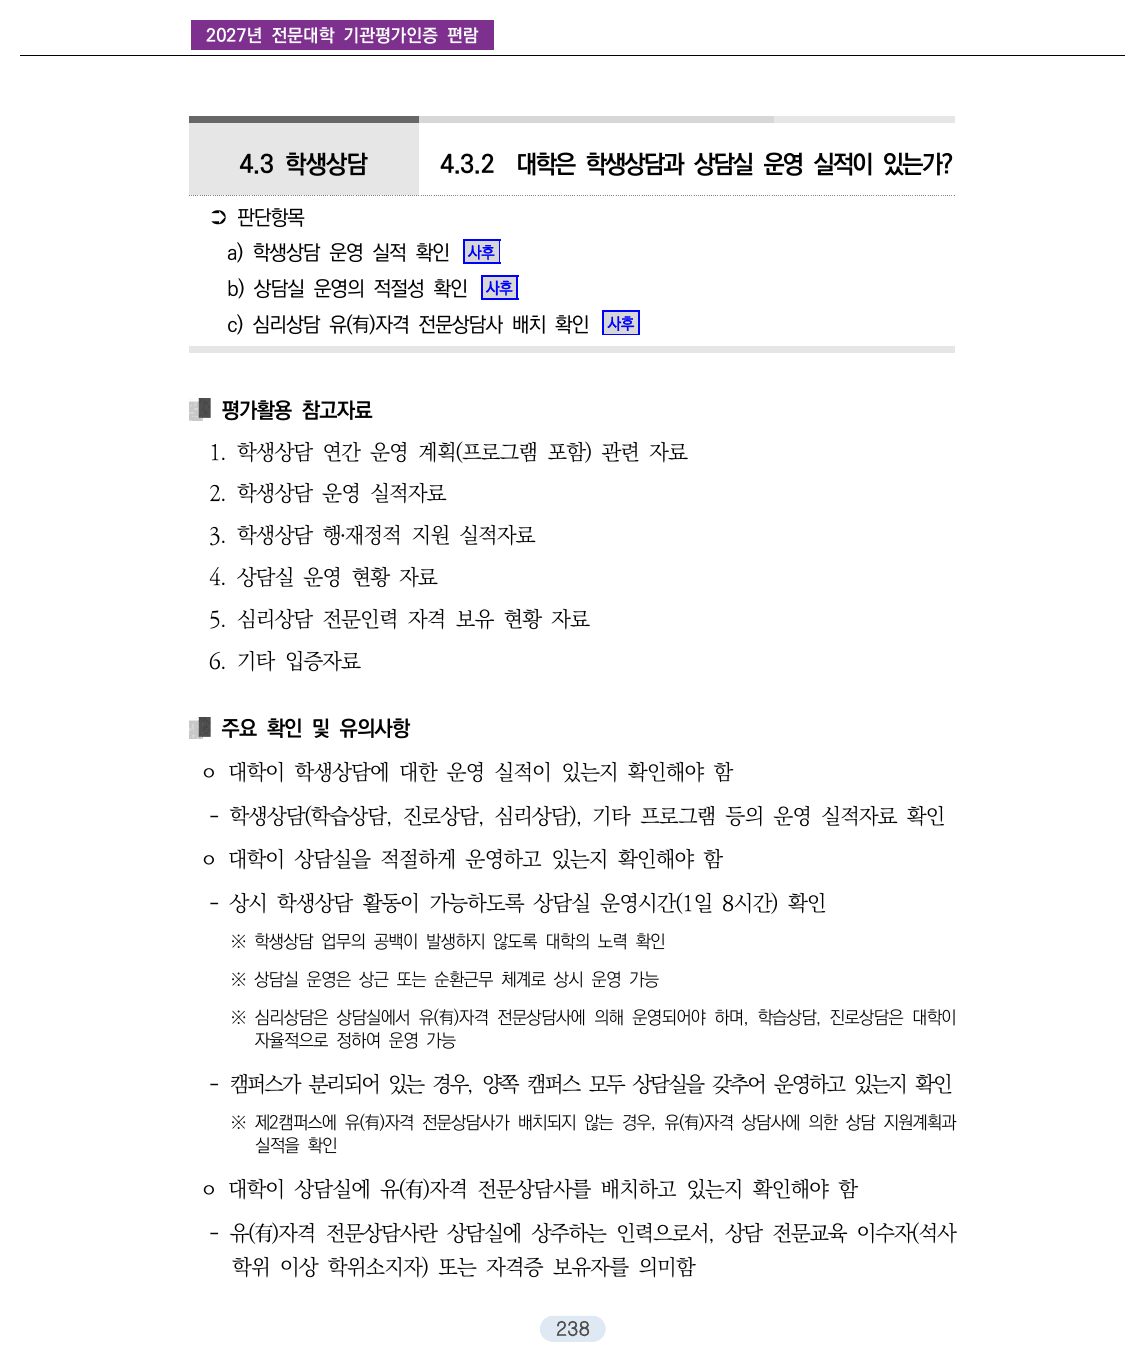 2027년 전문대학 기관평가인증 편람
4.3 학생상담
4.3.2 대학은 학생상담과 상담실 운영 실적이 있는가?
➲ 판단항목
a) 학생상담 운영 실적 확인 사후
b) 상담실 운영의 적절성 확인 사후
c) 심리상담 유(有)자격 전문상담사 배치 확인 사후
평가활용 참고자료
1. 학생상담 연간 운영 계획(프로그램 포함) 관련 자료
2. 학생상담 운영 실적자료
3. 학생상담 행·재정적 지원 실적자료
4. 상담실 운영 현황 자료
5. 심리상담 전문인력 자격 보유 현황 자료
6. 기타 입증자료
주요 확인 및 유의사항
ㅇ 대학이 학생상담에 대한 운영 실적이 있는지 확인해야 함
- 학생상담(학습상담, 진로상담, 심리상담), 기타 프로그램 등의 운영 실적자료 확인
ㅇ 대학이 상담실을 적절하게 운영하고 있는지 확인해야 함
- 상시 학생상담 활동이 가능하도록 상담실 운영시간(1일 8시간) 확인
※ 학생상담 업무의 공백이 발생하지 않도록 대학의 노력 확인
※ 상담실 운영은 상근 또는 순환근무 체계로 상시 운영 가능
※ 심리상담은 상담실에서 유(有)자격 전문상담사에 의해 운영되어야 하며, 학습상담, 진로상담은 대학이
자율적으로 정하여 운영 가능
- 캠퍼스가 분리되어 있는 경우, 양쪽 캠퍼스 모두 상담실을 갖추어 운영하고 있는지 확인
※ 제2캠퍼스에 유(有)자격 전문상담사가 배치되지 않는 경우, 유(有)자격 상담사에 의한 상담 지원계획과
실적을 확인
ㅇ 대학이 상담실에 유(有)자격 전문상담사를 배치하고 있는지 확인해야 함
- 유(有)자격 전문상담사란 상담실에 상주하는 인력으로서, 상담 전문교육 이수자(석사
학위 이상 학위소지자) 또는 자격증 보유자를 의미함
238